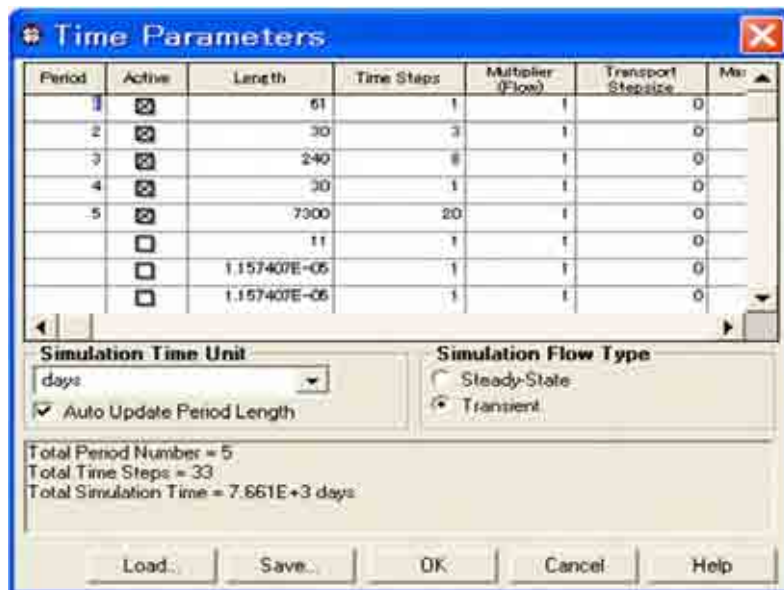 Time Parameters
Period Active Length Time Steps Multiplier (Flow) Transport Stepsize
1 61 1 1 0
2 30 3 1 0
3 240 8 1 0
4 30 1 1 0
5 7300 20 1 0
11 1 1 0
1.157407E-05 1 1 0
1.157407E-05 1 1 0
Simulation Time Unit
days
Auto Update Period Length
Simulation Flow Type
Steady-State
Transient
Total Period Number = 5
Total Time Steps = 33
Total Simulation Time = 7.661E+3 days
Load... Save... OK Cancel Help